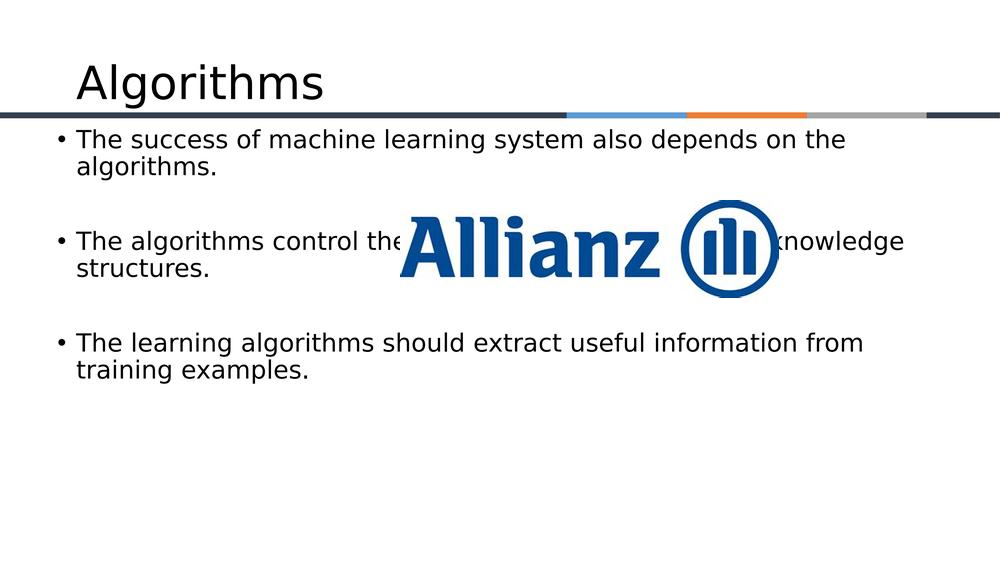 Algorithms
• The success of machine learning system also depends on the
algorithms.
• The algorithms control the Allianz knowledge
structures.
• The learning algorithms should extract useful information from
training examples.